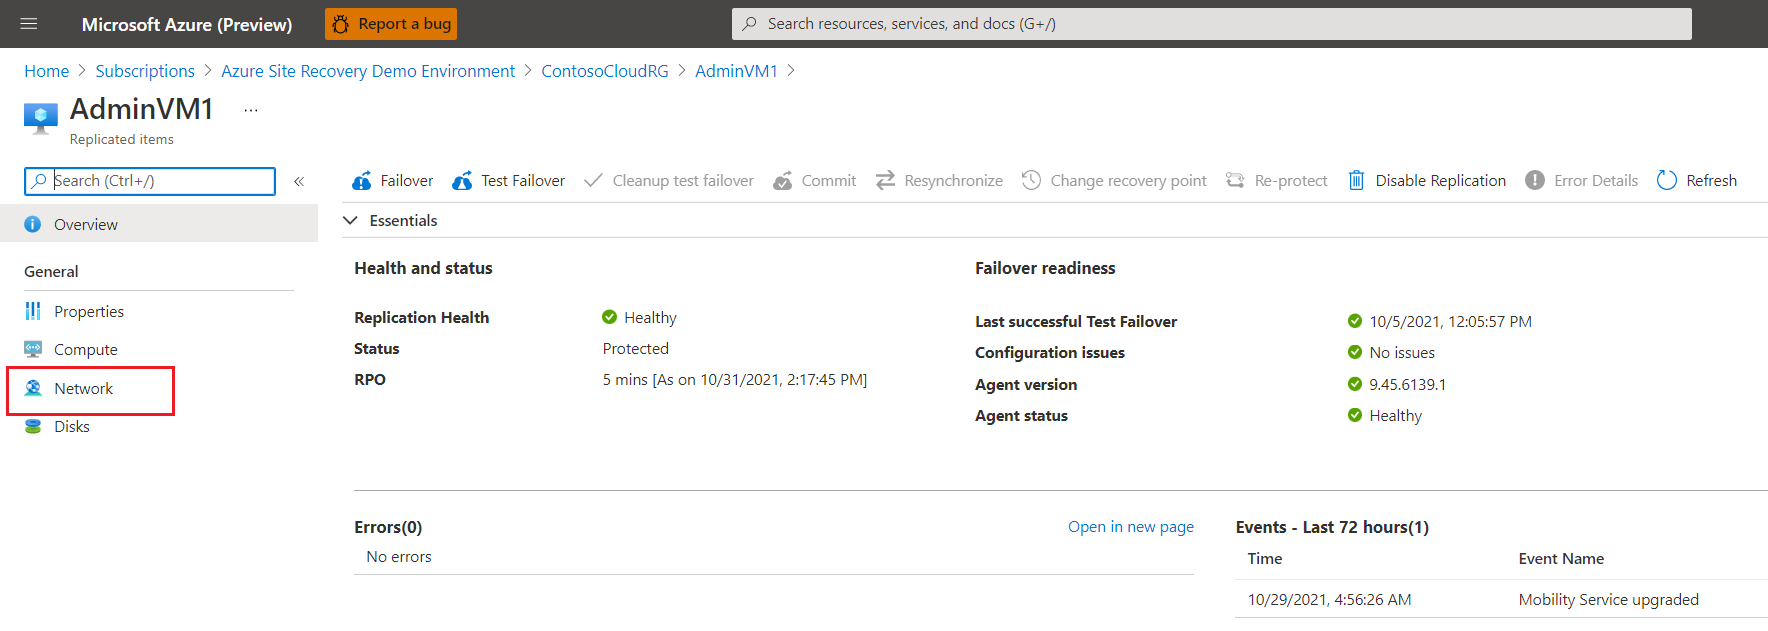 Microsoft Azure (Preview) Report a bug Search resources, services, and docs (G+/)
Home > Subscriptions > Azure Site Recovery Demo Environment > ContosoCloudRG > AdminVM1 >
AdminVM1 ...
Replicated items
Search (Ctrl+/) «
Failover Test Failover Cleanup test failover Commit Resynchronize Change recovery point Re-protect Disable Replication Error Details Refresh
Overview
Essentials
General
Properties
Compute
Network
Disks
Health and status
Replication Health Healthy
Status Protected
RPO 5 mins [As on 10/31/2021, 2:17:45 PM]
Failover readiness
Last successful Test Failover 10/5/2021, 12:05:57 PM
Configuration issues No issues
Agent version 9.45.6139.1
Agent status Healthy
Errors(0) Open in new page
No errors
Events - Last 72 hours(1)
Time Event Name
10/29/2021, 4:56:26 AM Mobility Service upgraded